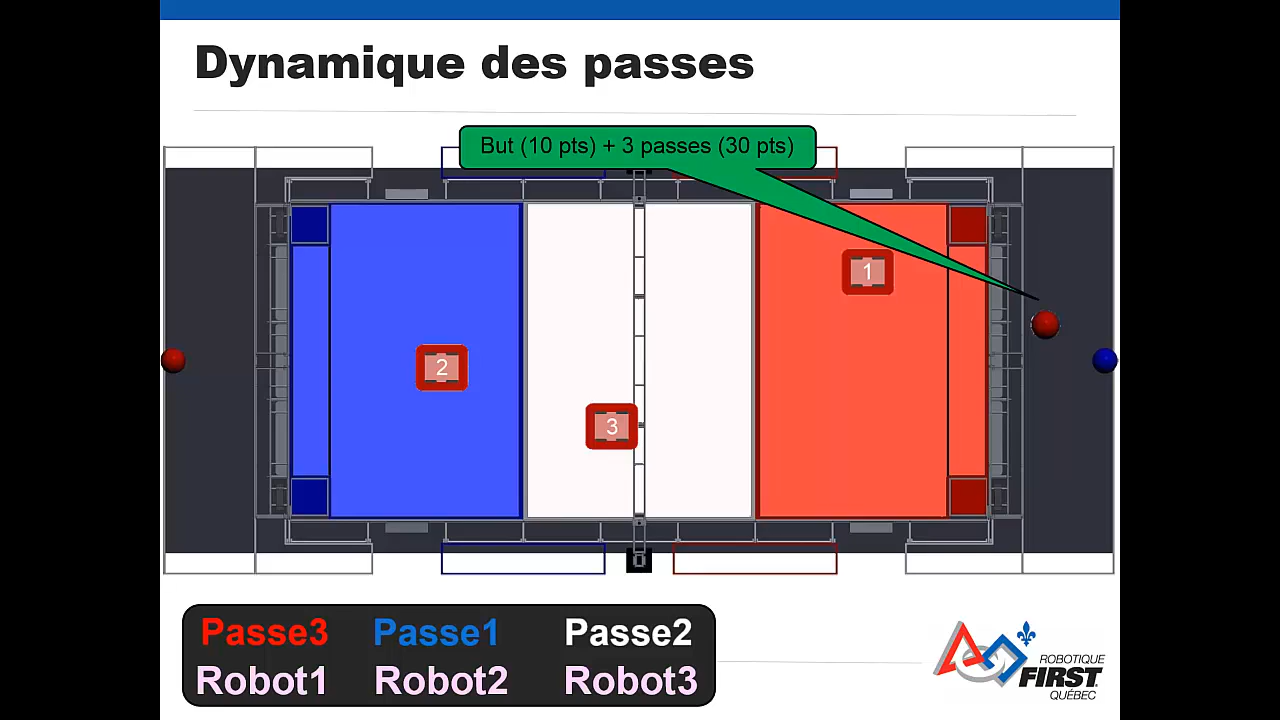 Dynamique des passes
But (10 pts) + 3 passes (30 pts)
1
2
3
Passe3 Passe1 Passe2
Robot1 Robot2 Robot3
ROBOTIQUE
FIRST
QUÉBEC